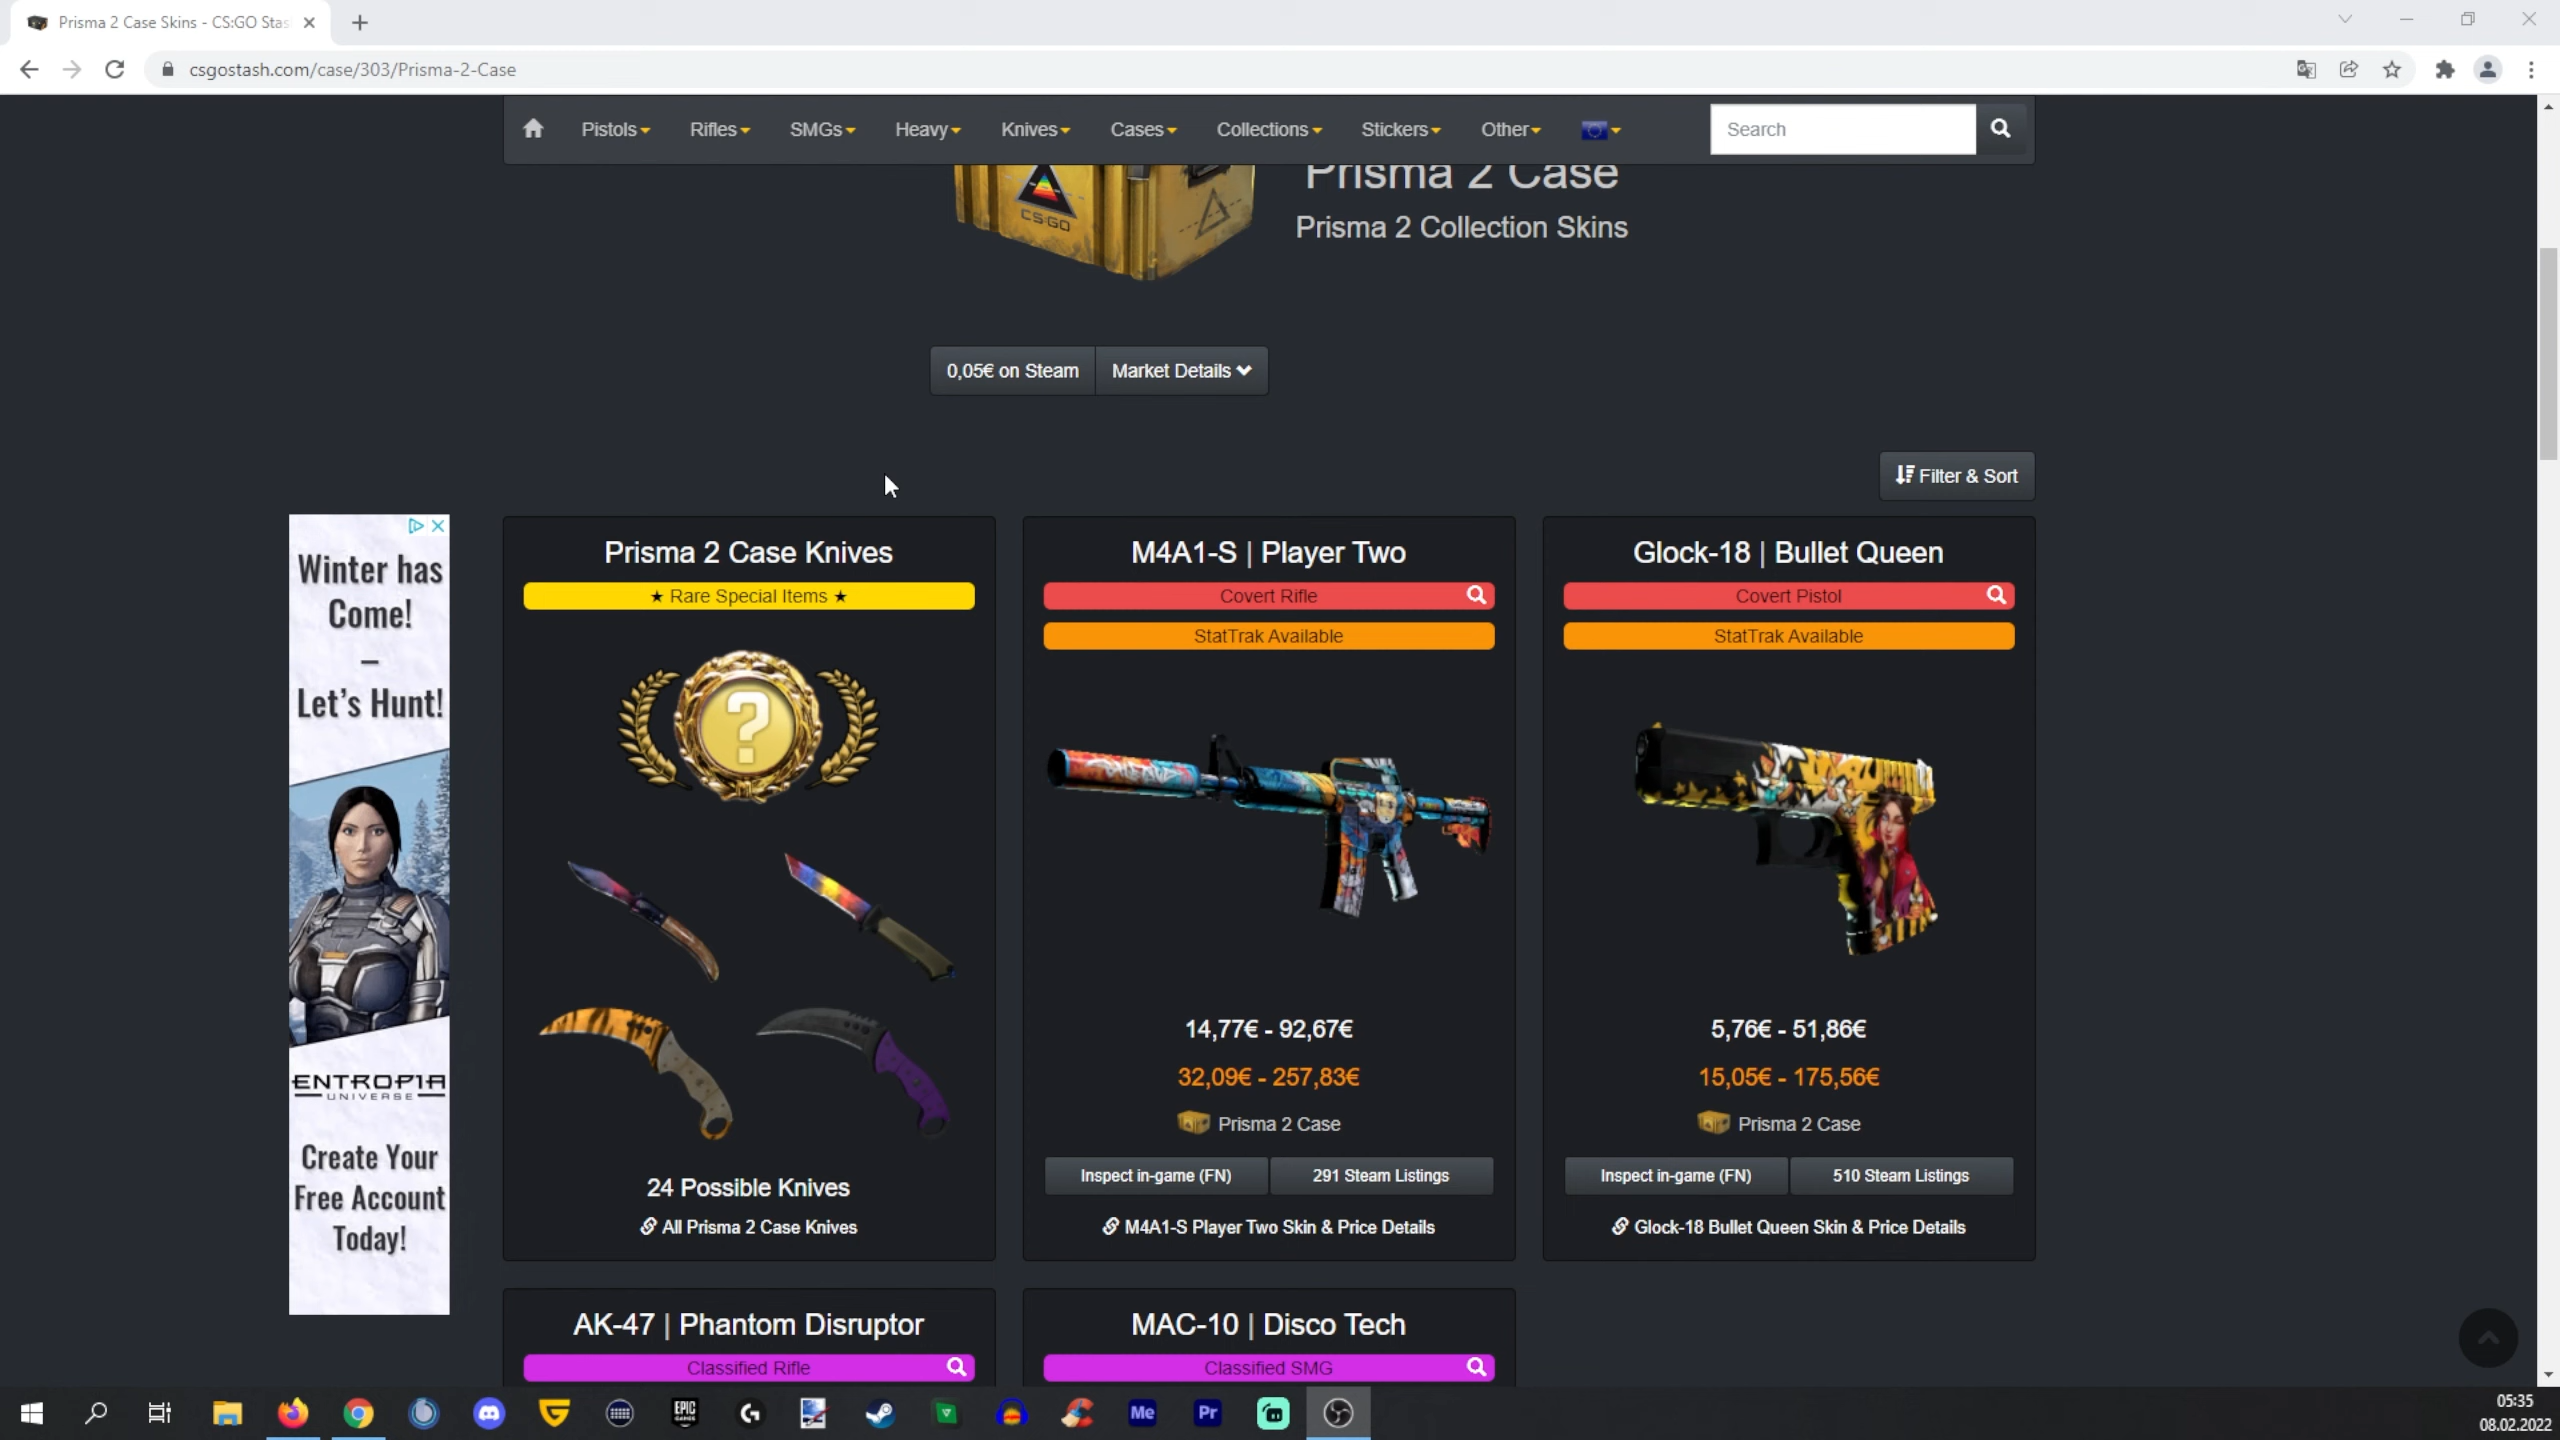 Prisma 2 Case Skins - CS:GO Stas
csgostash.com/case/303/Prisma-2-Case
Pistols Rifles SMGs Heavy Knives Cases Collections Stickers Other Search
CS:GO
Prisma 2 Case
Prisma 2 Collection Skins
0,05€ on Steam Market Details
Filter & Sort
Winter has
Come!
–
Let's Hunt!
ENTROPIA
UNIVERSE
Create Your
Free Account
Today!
Prisma 2 Case Knives
★ Rare Special Items ★
?
24 Possible Knives
All Prisma 2 Case Knives
M4A1-S | Player Two
Covert Rifle
StatTrak Available
14,77€ - 92,67€
32,09€ - 257,83€
Prisma 2 Case
Inspect in-game (FN) 291 Steam Listings
M4A1-S Player Two Skin & Price Details
Glock-18 | Bullet Queen
Covert Pistol
StatTrak Available
5,76€ - 51,86€
15,05€ - 175,56€
Prisma 2 Case
Inspect in-game (FN) 510 Steam Listings
Glock-18 Bullet Queen Skin & Price Details
AK-47 | Phantom Disruptor
Classified Rifle
MAC-10 | Disco Tech
Classified SMG
EPIC
GAMES
Me
Pr
05:35
08.02.2022